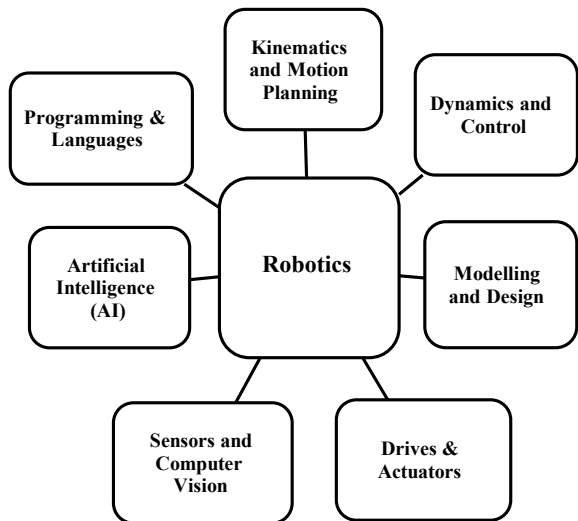 Kinematics
and Motion
Planning
Programming &
Languages
Dynamics and
Control
Robotics
Artificial
Intelligence
(AI)
Modelling
and Design
Sensors and
Computer
Vision
Drives &
Actuators